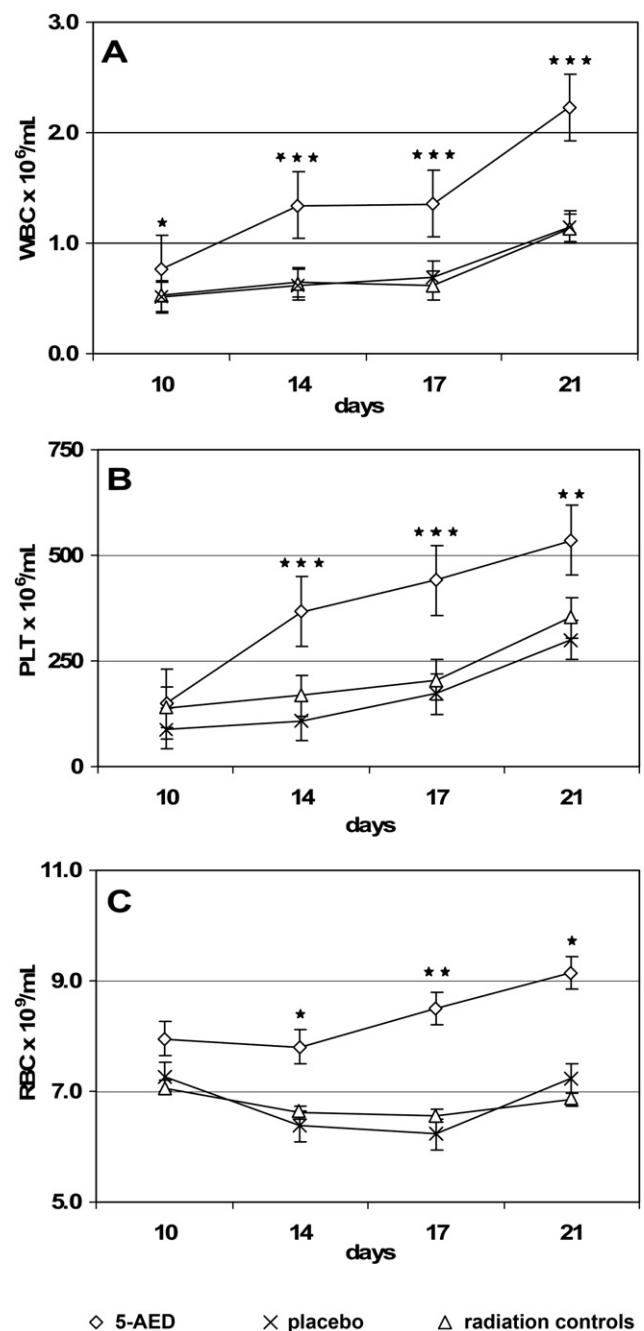 A
WBC x 10⁶/mL
3.0
★★★
2.0
★ ★★★ ★★★
1.0
0.0
10 14 17 21
days
B
PLT x 10⁶/mL
750
★★
★★★ ★★★
500
250
0
10 14 17 21
days
C
RBC x 10⁹/mL
11.0
★
★★
9.0
★
7.0
5.0
10 14 17 21
days
5-AED placebo radiation controls